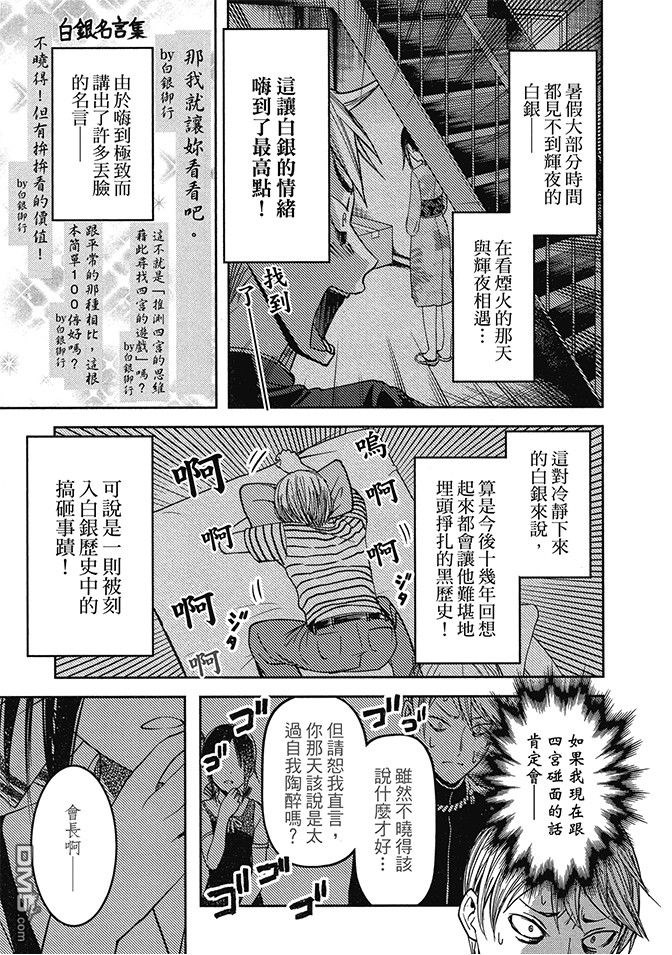 暑假大部分時間
都見不到輝夜的
白銀——
在看煙火的那天
與輝夜相遇…
找到
了——
這讓白銀的情緒
嗨到了最高點！
白銀名言集
那我就讓妳看看吧。
by白銀御行
由於嗨到極致而
講出了許多丟臉
的名言——
不曉得！但有拚拚看的價值！
by白銀御行
這不就是「推測四宮的思維
藉此尋找四宮的遊戲」嗎？
by白銀御行
跟平常的那種相比，這根
本簡單100倍好嗎？
by白銀御行
這對冷靜下來
的白銀來說，
算是今後十幾年回想
起來都會讓他難堪地
埋頭掙扎的黑歷史！
嗚
啊
啊
啊
啊
啊
ジタ
ジタ
可說是一則被刻
入白銀歷史中的
搞砸事蹟！
如果我現在跟
四宮碰面的話
肯定會——
ゴゴ
ゴゴゴ
雖然不曉得該
說什麼才好…
但請恕我直言，
你那天該說是太
過自我陶醉嗎？
會長啊——
DM5